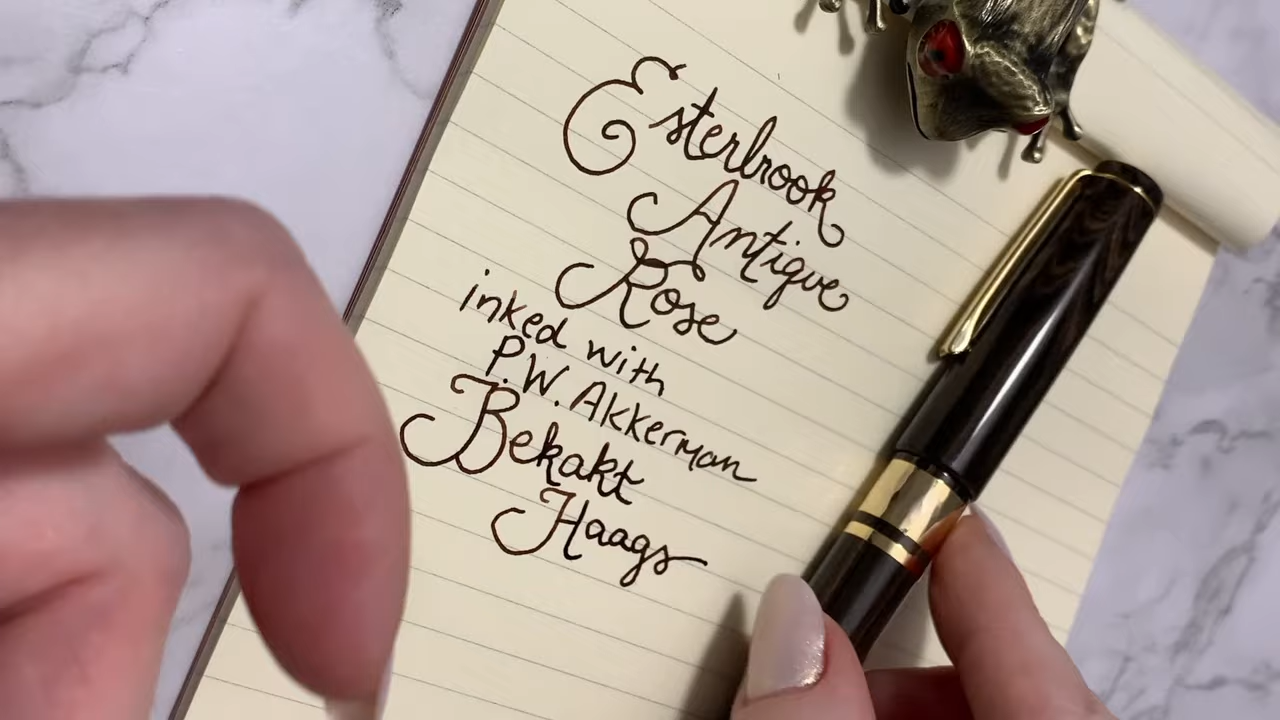 Esterbrook
Antique
Rose
inked with
P.W. Akkerman
Bekakt
Haags